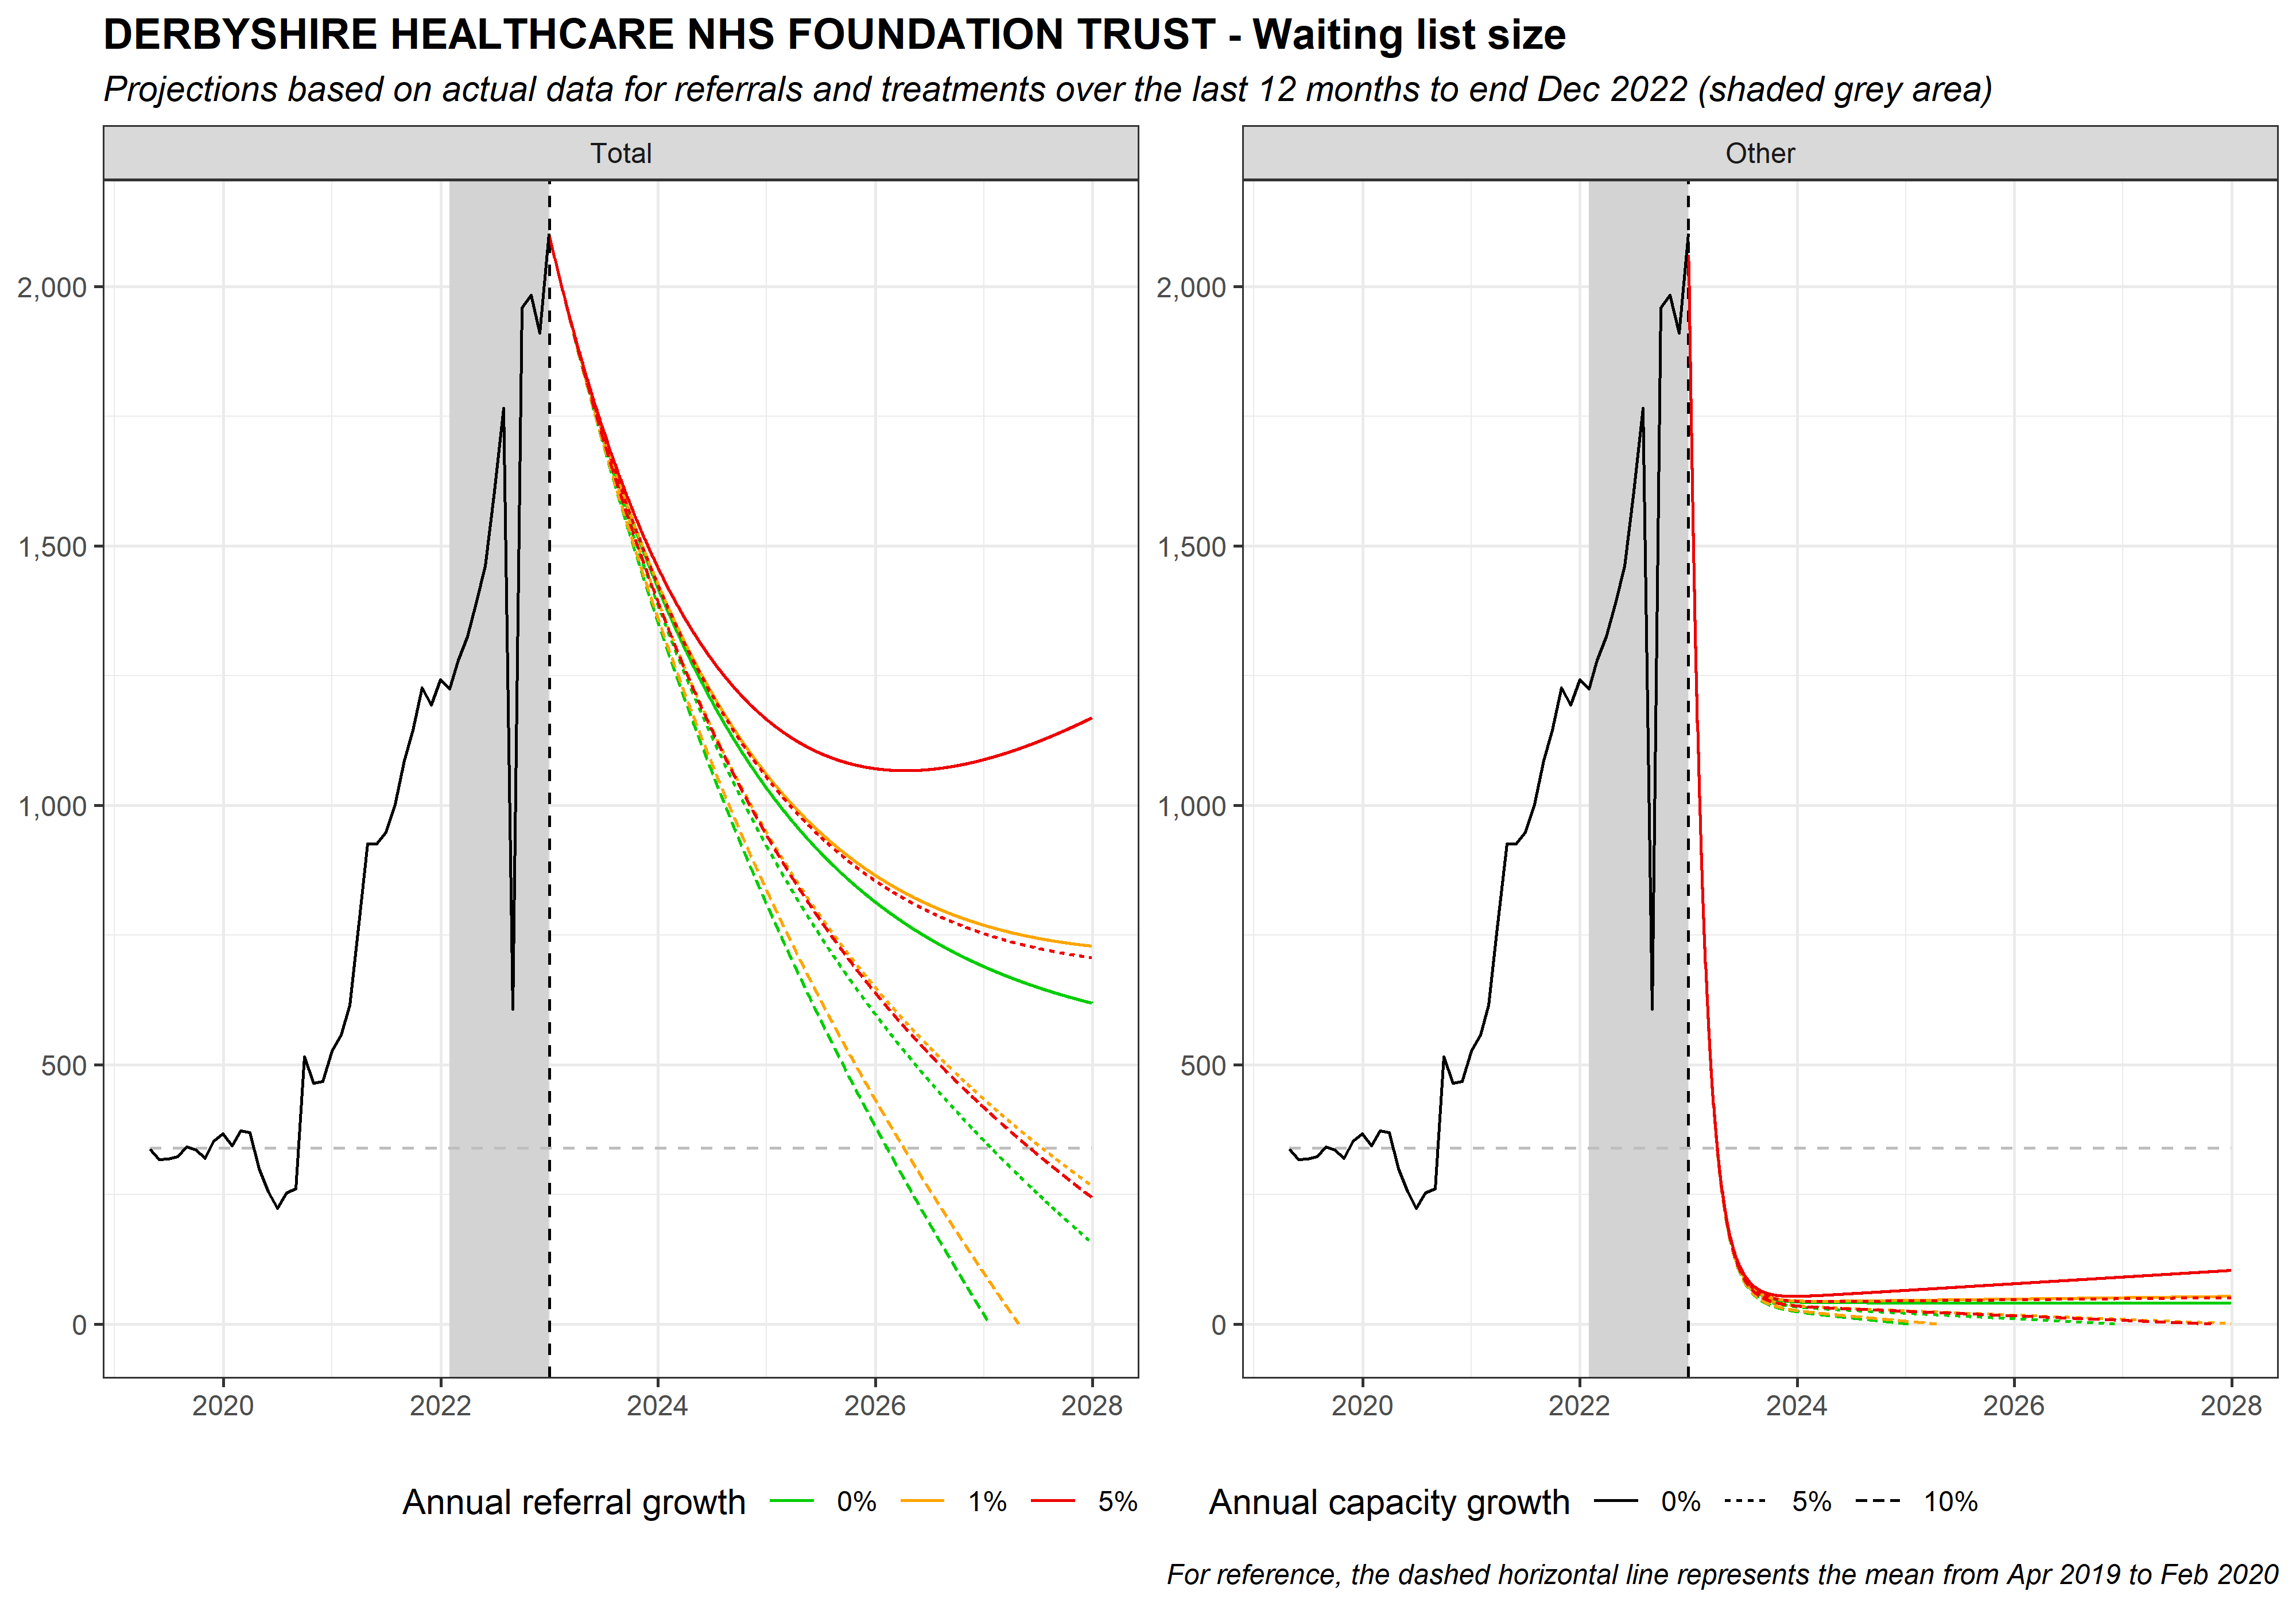 DERBYSHIRE HEALTHCARE NHS FOUNDATION TRUST - Waiting list size
Projections based on actual data for referrals and treatments over the last 12 months to end Dec 2022 (shaded grey area)
Total
2,000
1,500
1,000
500
0
2020 2022 2024 2026 2028
Other
2,000
1,500
1,000
500
0
2020 2022 2024 2026 2028
Annual referral growth 0% 1% 5%
Annual capacity growth 0% 5% 10%
For reference, the dashed horizontal line represents the mean from Apr 2019 to Feb 2020